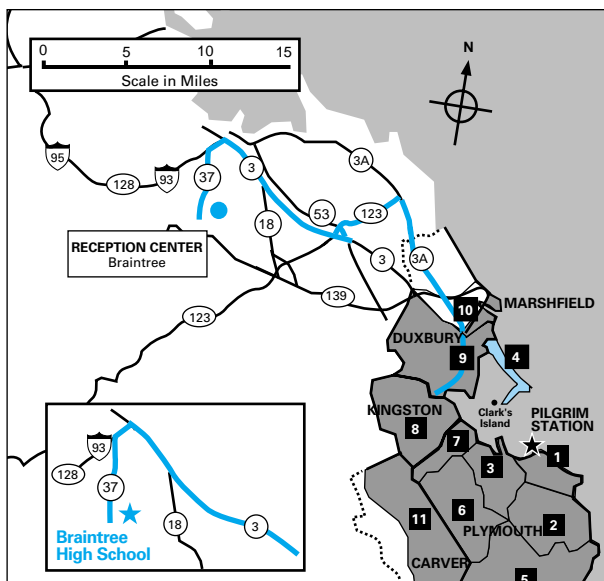 0 5 10 15
Scale in Miles
N
95
128
93
37
3
3A
18
53
123
3
3A
139
123
RECEPTION CENTER
Braintree
MARSHFIELD
10
DUXBURY
9
4
Clark's
Island
KINGSTON
8
PILGRIM
STATION
7
1
3
6
11
PLYMOUTH
2
CARVER
5
93
128
37
18
3
Braintree
High School